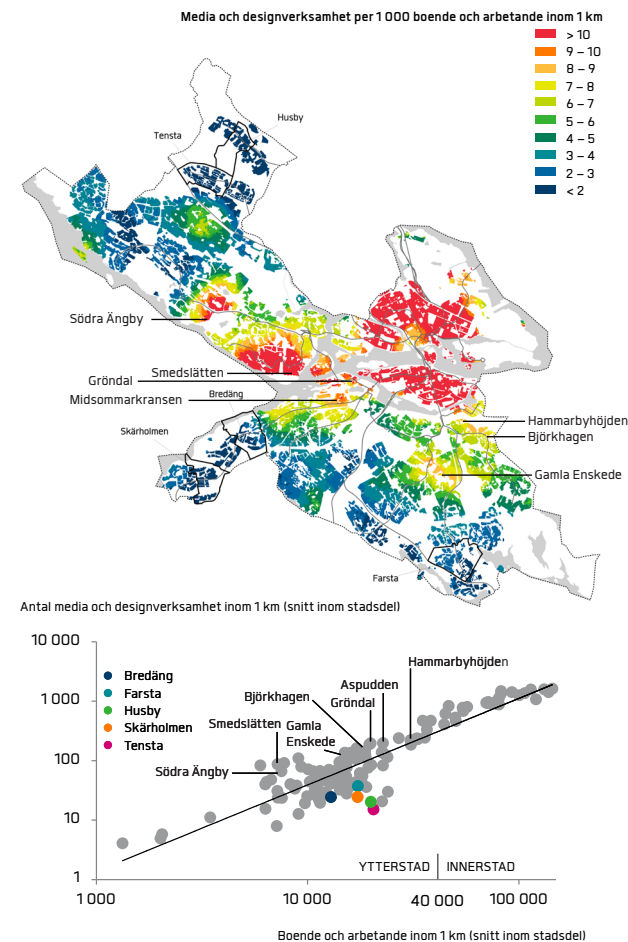 Media och designverksamhet per 1 000 boende och arbetande inom 1 km
> 10
9 – 10
8 – 9
7 – 8
6 – 7
5 – 6
4 – 5
3 – 4
2 – 3
< 2
Husby
Tensta
Södra Ängby
Smedslätten
Gröndal
Midsommarkransen
Bredäng
Skärholmen
Hammarbyhöjden
Björkhagen
Gamla Enskede
Farsta
Antal media och designverksamhet inom 1 km (snitt inom stadsdel)
10 000
1 000
100
10
1
Bredäng
Farsta
Husby
Skärholmen
Tensta
Hammarbyhöjden
Aspudden
Björkhagen
Gröndal
Smedslätten
Gamla
Enskede
Södra Ängby
YTTERSTAD
INNERSTAD
1 000
10 000
40 000
100 000
Boende och arbetande inom 1 km (snitt inom stadsdel)